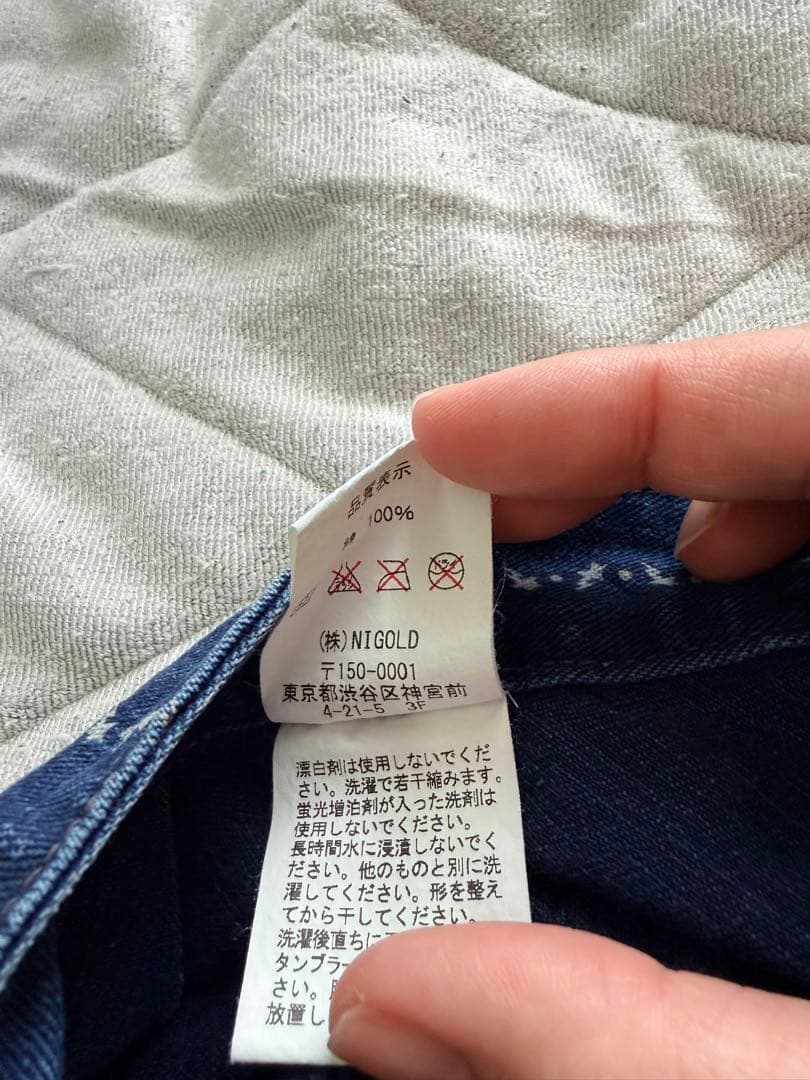 品質表示
綿 100%
(株)NIGOLD
〒150-0001
東京都渋谷区神宮前
4-21-5 3F
漂白剤は使用しないでくだ
さい。洗濯で若干縮みます。
蛍光増泊剤が入った洗剤は
使用しないでください。
長時間水に浸漬しないでく
ださい。他のものと別に洗
濯してください。形を整え
てから干してください。
洗濯後直ちに
タンブラー
さい。
放置し